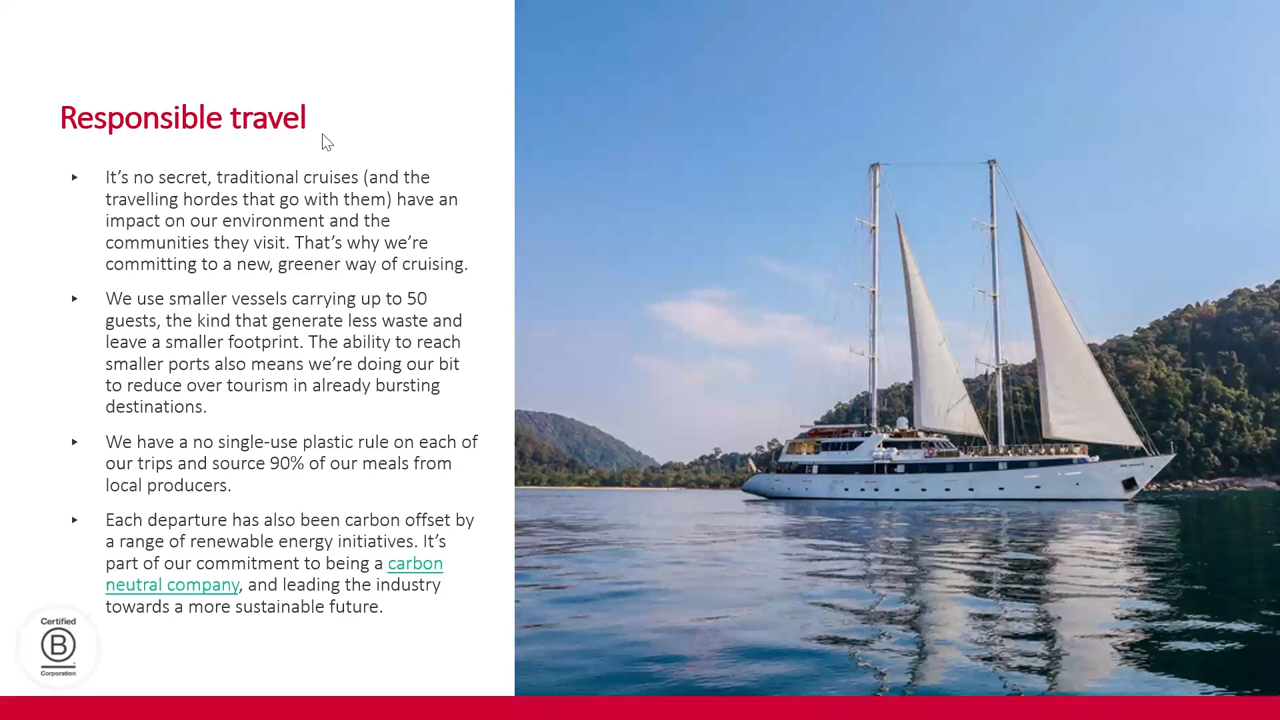 Responsible travel
It's no secret, traditional cruises (and the
travelling hordes that go with them) have an
impact on our environment and the
communities they visit. That's why we're
committing to a new, greener way of cruising.
We use smaller vessels carrying up to 50
guests, the kind that generate less waste and
leave a smaller footprint. The ability to reach
smaller ports also means we're doing our bit
to reduce over tourism in already bursting
destinations.
We have a no single-use plastic rule on each of
our trips and source 90% of our meals from
local producers.
Each departure has also been carbon offset by
a range of renewable energy initiatives. It's
part of our commitment to being a carbon
neutral company, and leading the industry
towards a more sustainable future.
Certified
B
Corporation